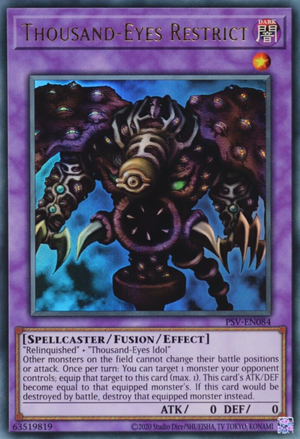 Thousand-Eyes Restrict
DARK
闇
PSV-EN084
[Spellcaster/Fusion/Effect]
"Relinquished" + "Thousand-Eyes Idol"
Other monsters on the field cannot change their battle positions
or attack. Once per turn: You can target 1 monster your opponent
controls; equip that target to this card (max. 1). This card's ATK/DEF
become equal to that equipped monster's. If this card would be
destroyed by battle, destroy that equipped monster instead.
ATK/ 0 DEF/ 0
63519819
©2020 Studio Dice/SHUEISHA, TV TOKYO, KONAMI